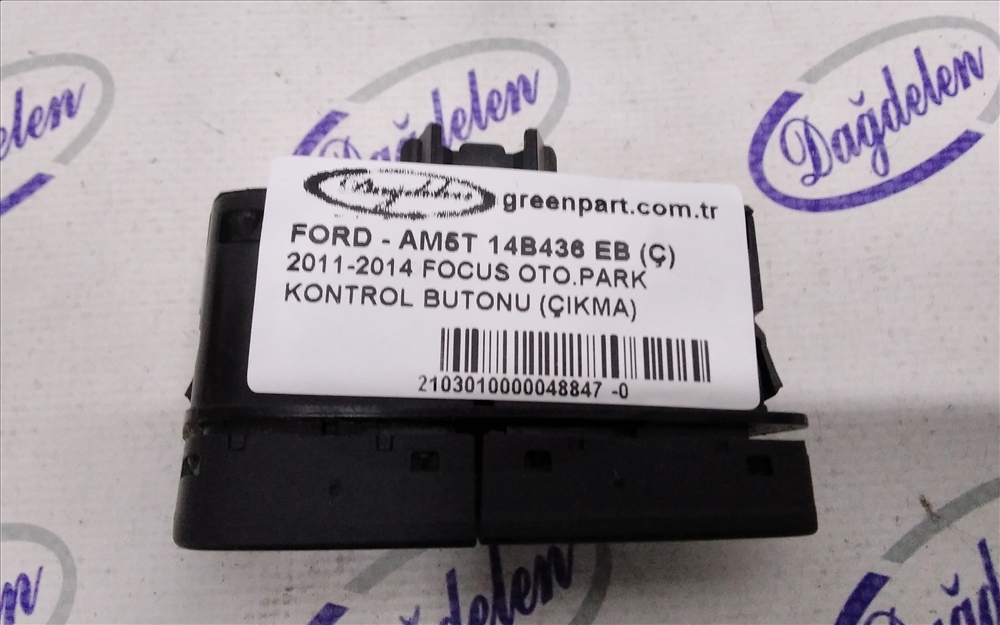 elen
Dağdelen
Dağdelen
Dağdelen greenpart.com.tr
FORD - AM5T 14B436 EB (Ç)
2011-2014 FOCUS OTO.PARK
KONTROL BUTONU (ÇIKMA)
2103010000048847 -0
Dağdelen
Dağdelen